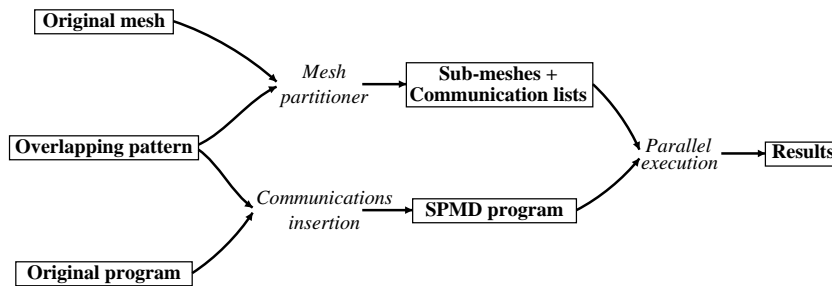 Original mesh
Mesh
partitioner
Sub-meshes +
Communication lists
Overlapping pattern
Parallel
execution
Results
Communications
insertion
SPMD program
Original program